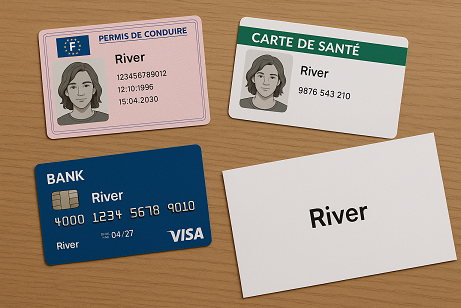 F
PERMIS DE CONDUIRE
River
123456789012
12:10:1996
15:04.2030
CARTE DE SANTÉ
River
9876 543 210
BANK
River
4000 1234 5678 9010
04/27
River
VISA
River